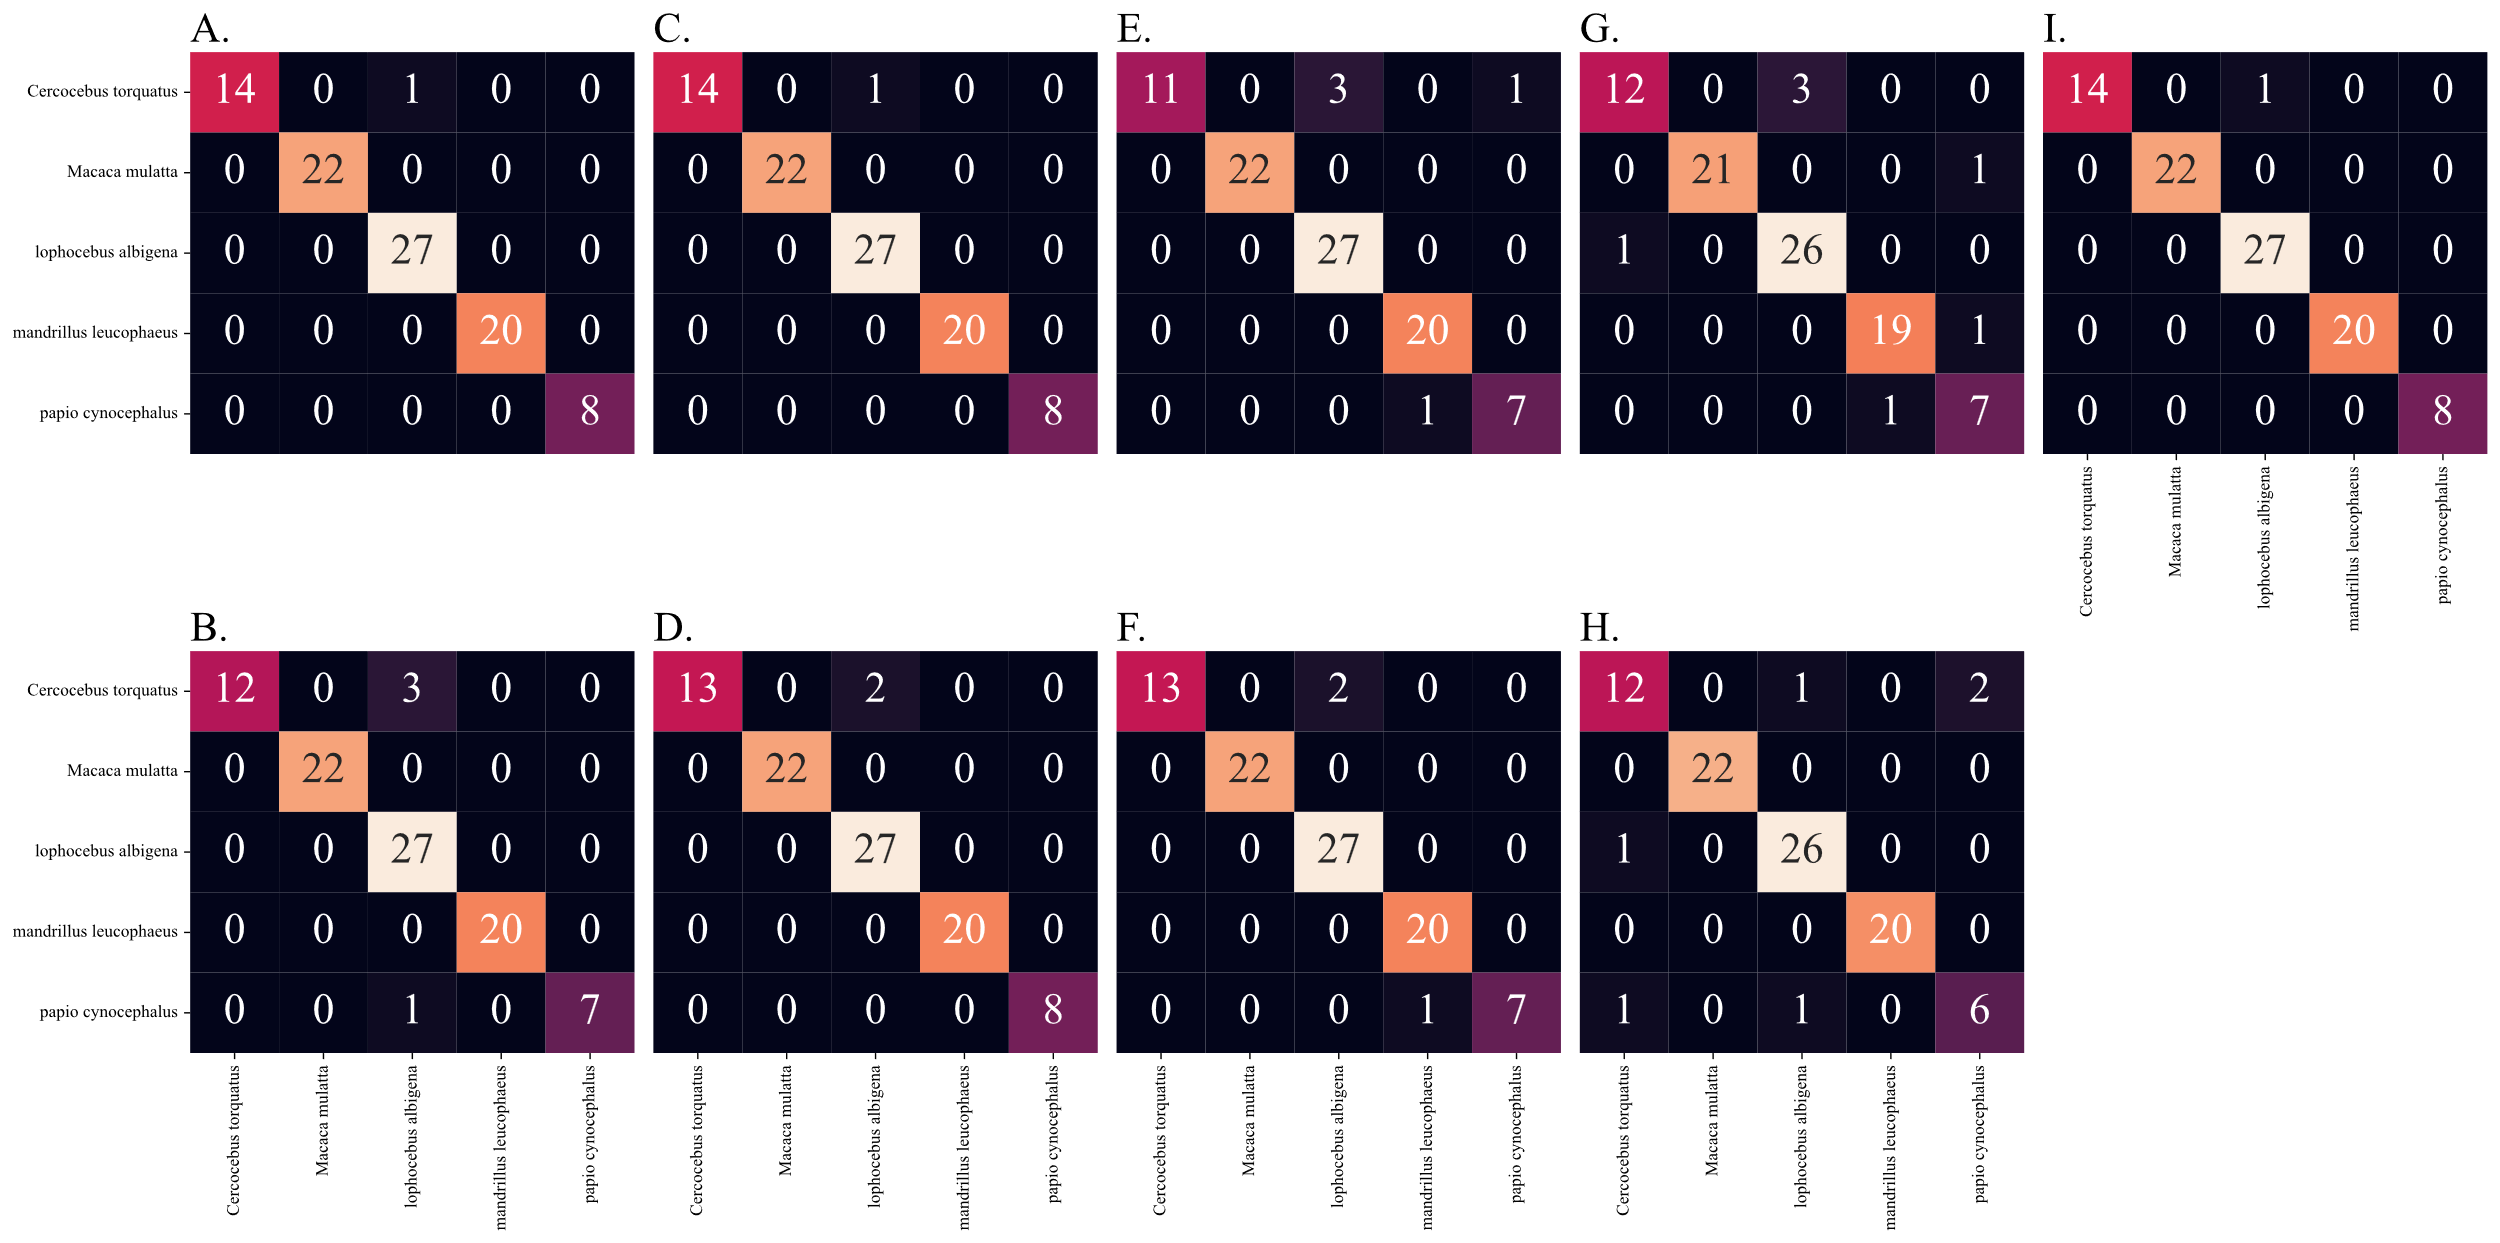 A. C. E. G. I.
Cercocebus torquatus 14 0 1 0 0 14 0 1 0 0 11 0 3 0 1 12 0 3 0 0 14 0 1 0 0
Macaca mulatta 0 22 0 0 0 0 22 0 0 0 0 22 0 0 0 0 21 0 0 1 0 22 0 0 0
lophocebus albigena 0 0 27 0 0 0 0 27 0 0 0 0 27 0 0 1 0 26 0 0 0 0 27 0 0
mandrillus leucophaeus 0 0 0 20 0 0 0 0 20 0 0 0 0 20 0 0 0 0 19 1 0 0 0 20 0
papio cynocephalus 0 0 0 0 8 0 0 0 0 8 0 0 0 1 7 0 0 0 1 7 0 0 0 0 8
Cercocebus torquatus
Macaca mulatta
lophocebus albigena
mandrillus leucophaeus
papio cynocephalus
B. D. F. H.
Cercocebus torquatus 12 0 3 0 0 13 0 2 0 0 13 0 2 0 0 12 0 1 0 2
Macaca mulatta 0 22 0 0 0 0 22 0 0 0 0 22 0 0 0 0 22 0 0 0
lophocebus albigena 0 0 27 0 0 0 0 27 0 0 0 0 27 0 0 1 0 26 0 0
mandrillus leucophaeus 0 0 0 20 0 0 0 0 20 0 0 0 0 20 0 0 0 0 20 0
papio cynocephalus 0 0 1 0 7 0 0 0 0 8 0 0 0 1 7 1 0 1 0 6
Cercocebus torquatus
Macaca mulatta
lophocebus albigena
mandrillus leucophaeus
papio cynocephalus
Cercocebus torquatus
Macaca mulatta
lophocebus albigena
mandrillus leucophaeus
papio cynocephalus
Cercocebus torquatus
Macaca mulatta
lophocebus albigena
mandrillus leucophaeus
papio cynocephalus
Cercocebus torquatus
Macaca mulatta
lophocebus albigena
mandrillus leucophaeus
papio cynocephalus